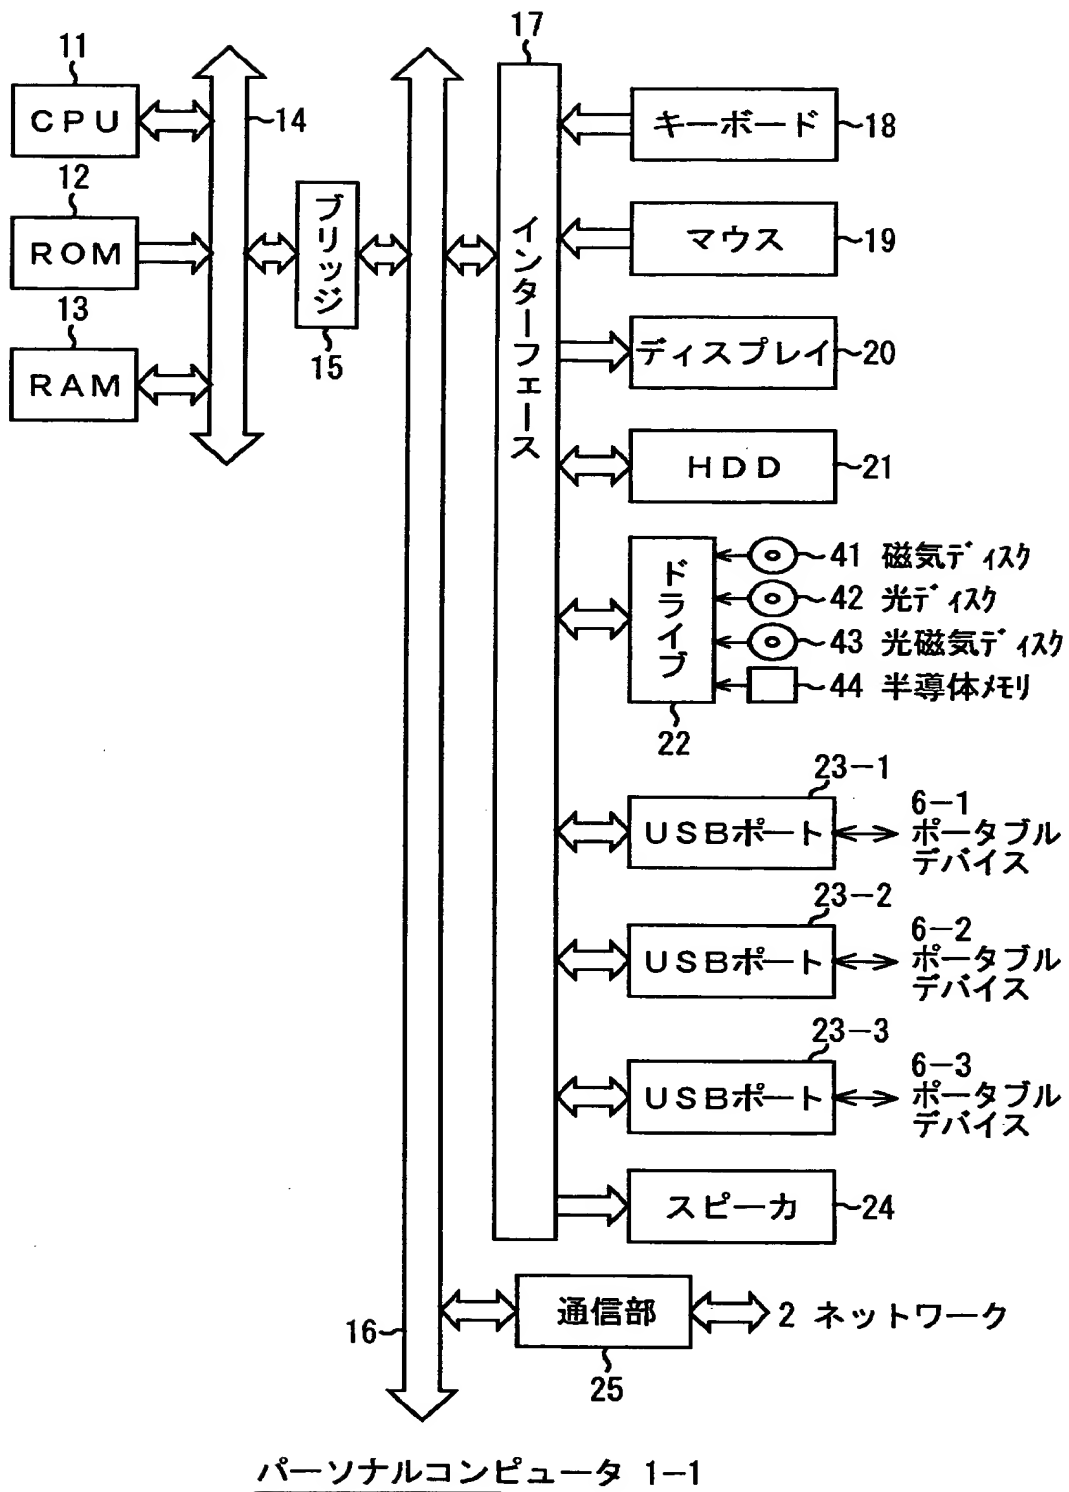 11
CPU
12
ROM
13
RAM
14
ブリッジ
15
17
インターフェース
キーボード
18
マウス
19
ディスプレイ
20
HDD
21
ドライブ
22
41 磁気ディスク
42 光ディスク
43 光磁気ディスク
44 半導体メモリ
23-1
USBポート
6-1
ポータブル
デバイス
23-2
USBポート
6-2
ポータブル
デバイス
23-3
USBポート
6-3
ポータブル
デバイス
スピーカ
24
16
通信部
25
2 ネットワーク
パーソナルコンピュータ 1-1